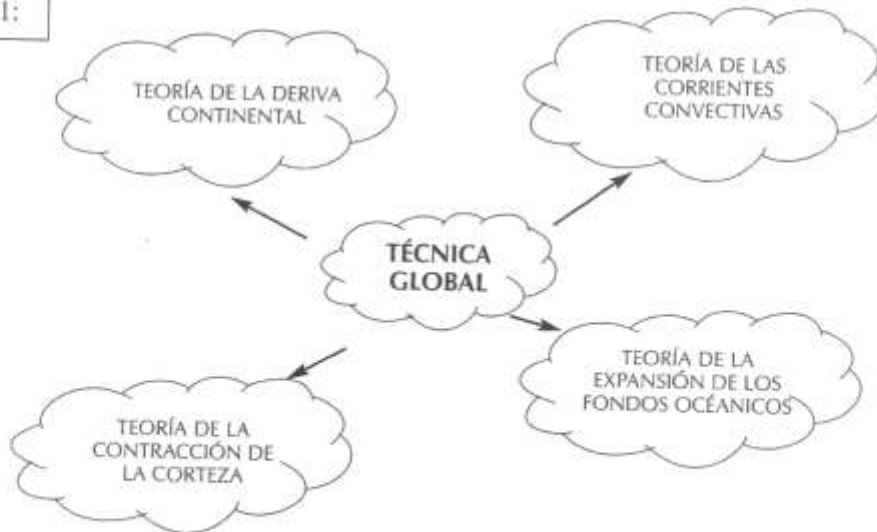 1:
TEORÍA DE LA DERIVA
CONTINENTAL
TEORÍA DE LAS
CORRIENTES
CONVECTIVAS
TÉCNICA
GLOBAL
TEORÍA DE LA
EXPANSIÓN DE LOS
FONDOS OCÉANICOS
TEORÍA DE LA
CONTRACCIÓN DE
LA CORTEZA